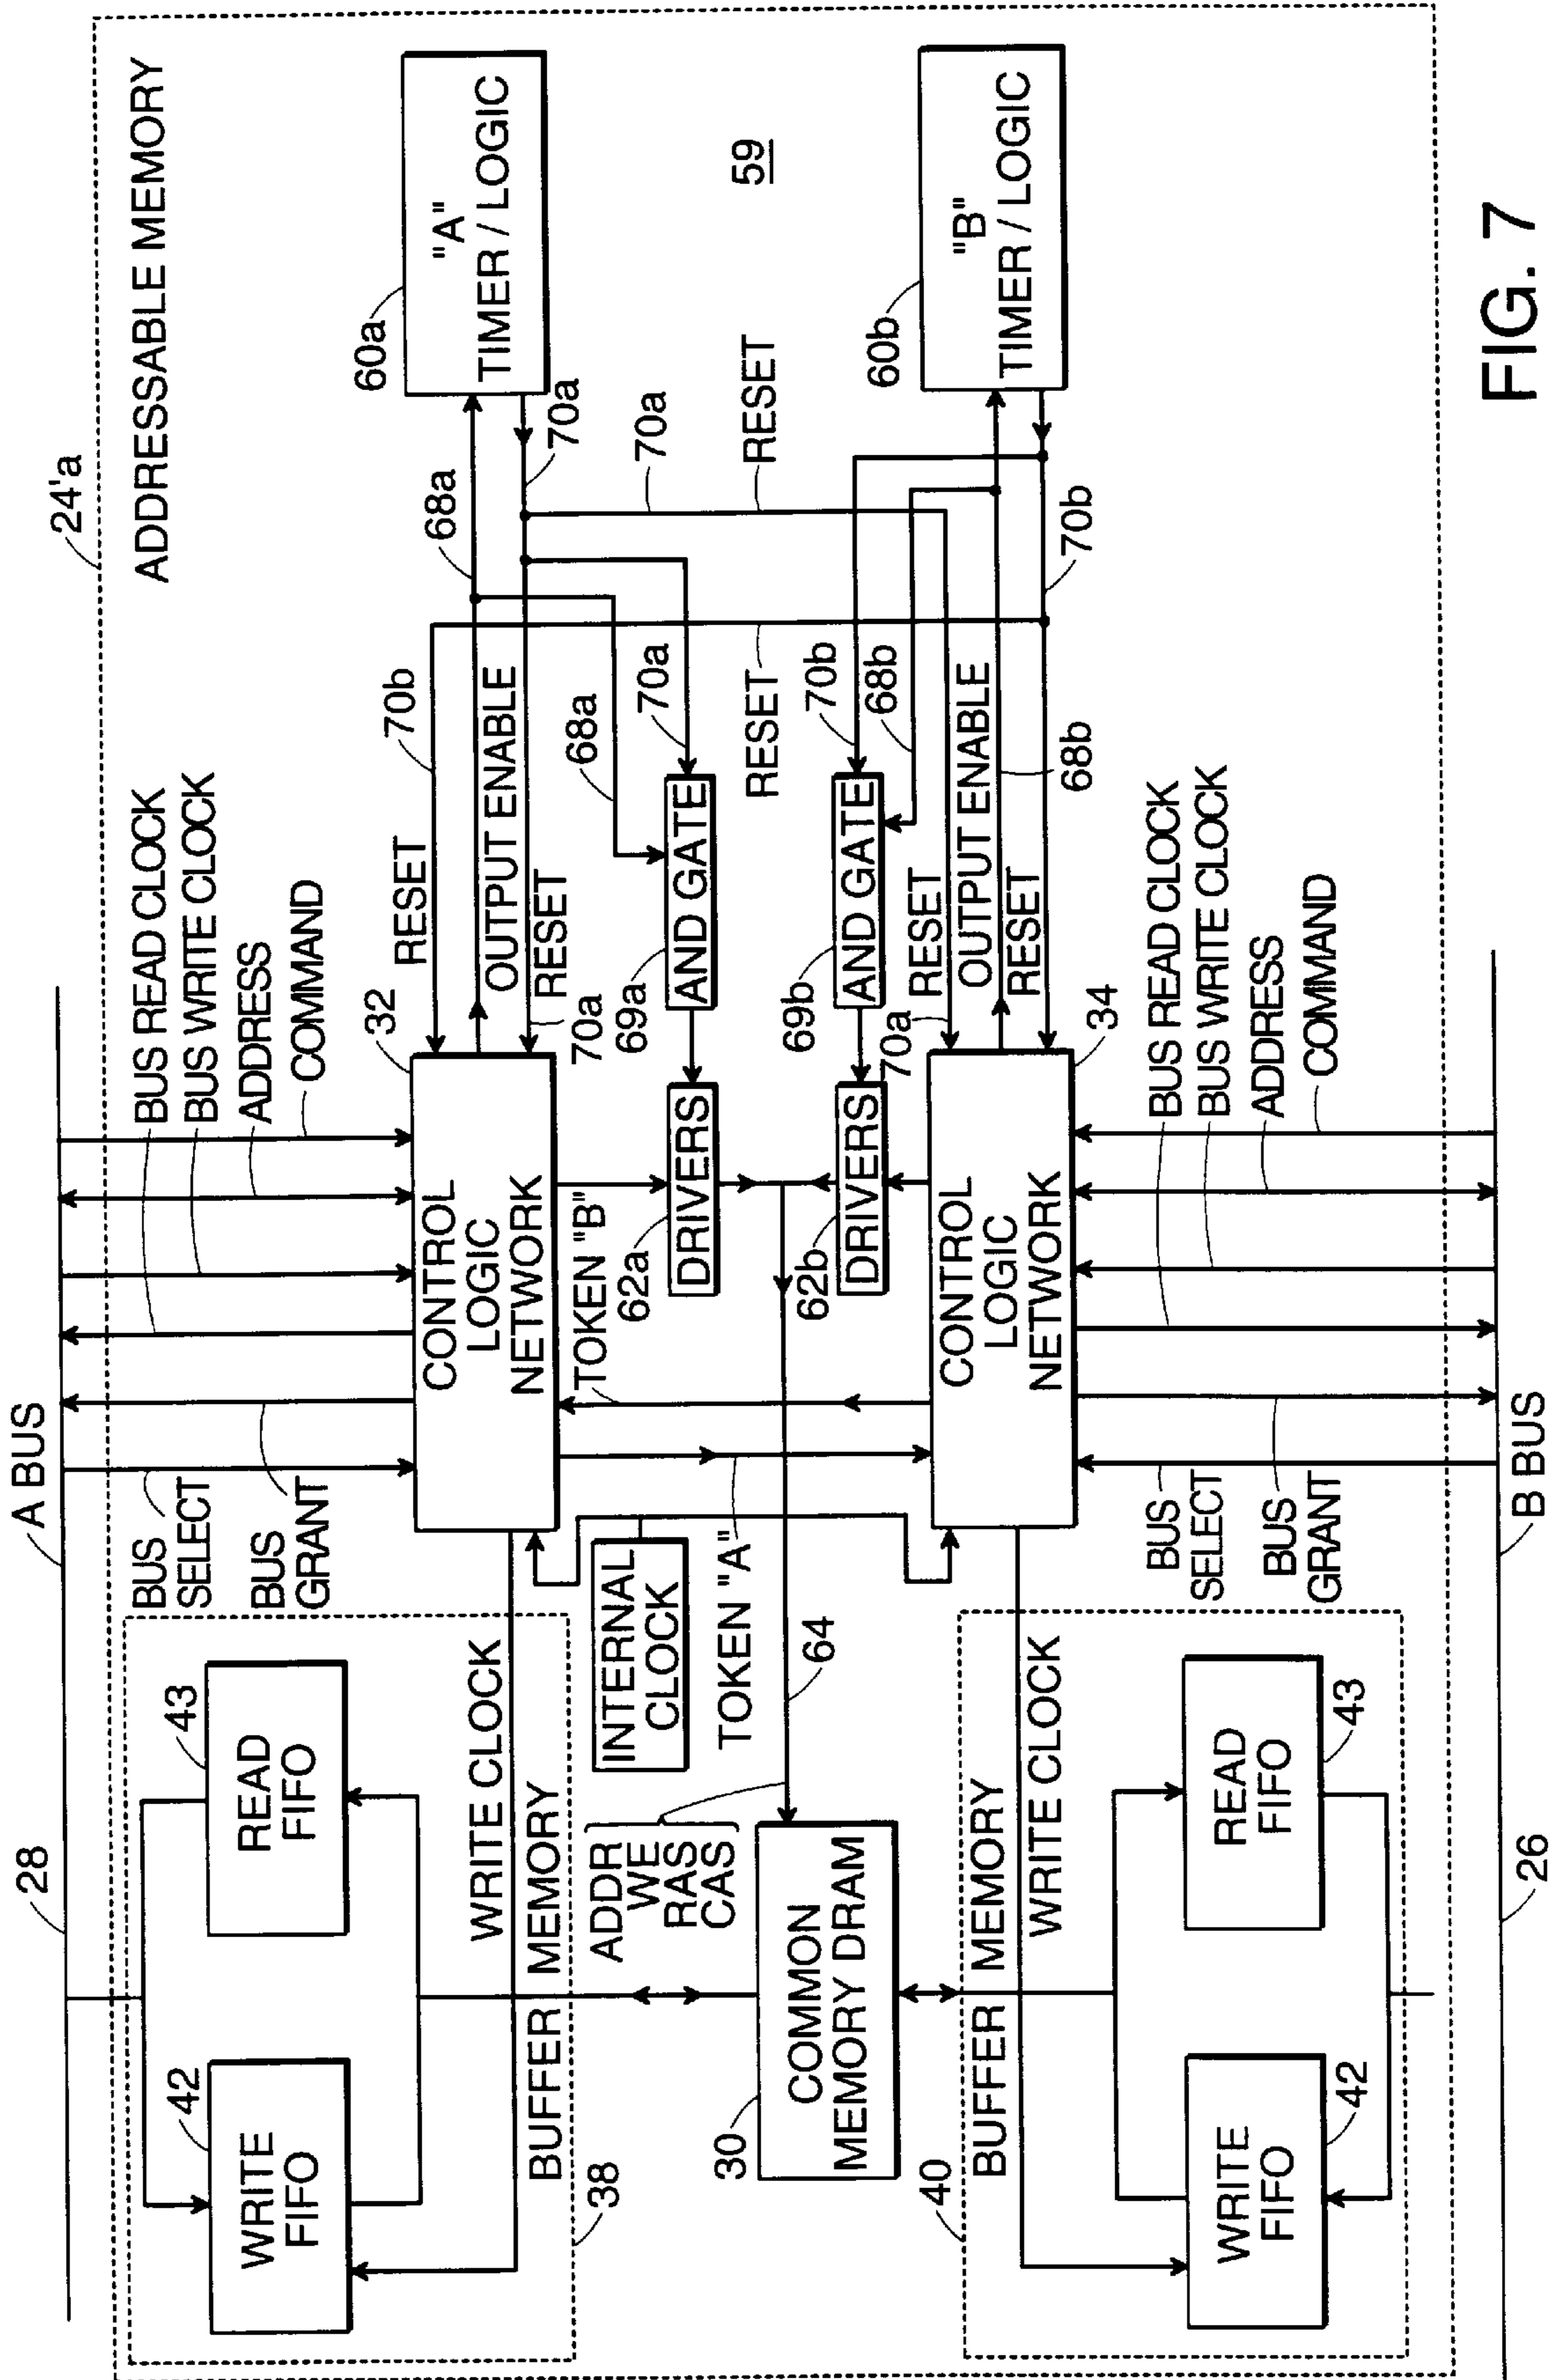 A BUS
28
24'a
ADDRESSABLE MEMORY
BUS
SELECT
BUS
GRANT
BUS READ CLOCK
BUS WRITE CLOCK
ADDRESS
COMMAND
42
WRITE
FIFO
43
READ
FIFO
WRITE CLOCK
BUFFER MEMORY
38
32
CONTROL
LOGIC
NETWORK
RESET
70b
OUTPUT ENABLE
RESET
70a
68a
70a
60a
"A"
TIMER / LOGIC
INTERNAL
CLOCK
TOKEN "B"
TOKEN "A"
62a
DRIVERS
69a
AND GATE
68a
70a
70a
RESET
59
ADDR
WE
RAS
CAS
64
30
COMMON
MEMORY DRAM
RESET
62b
DRIVERS
69b
AND GATE
70b
68b
70a
RESET
OUTPUT ENABLE
RESET
68b
70b
60b
"B"
TIMER / LOGIC
40
BUFFER MEMORY
WRITE CLOCK
34
CONTROL
LOGIC
NETWORK
WRITE
FIFO
42
READ
FIFO
43
BUS
SELECT
BUS
GRANT
BUS READ CLOCK
BUS WRITE CLOCK
ADDRESS
COMMAND
26
B BUS
FIG. 7